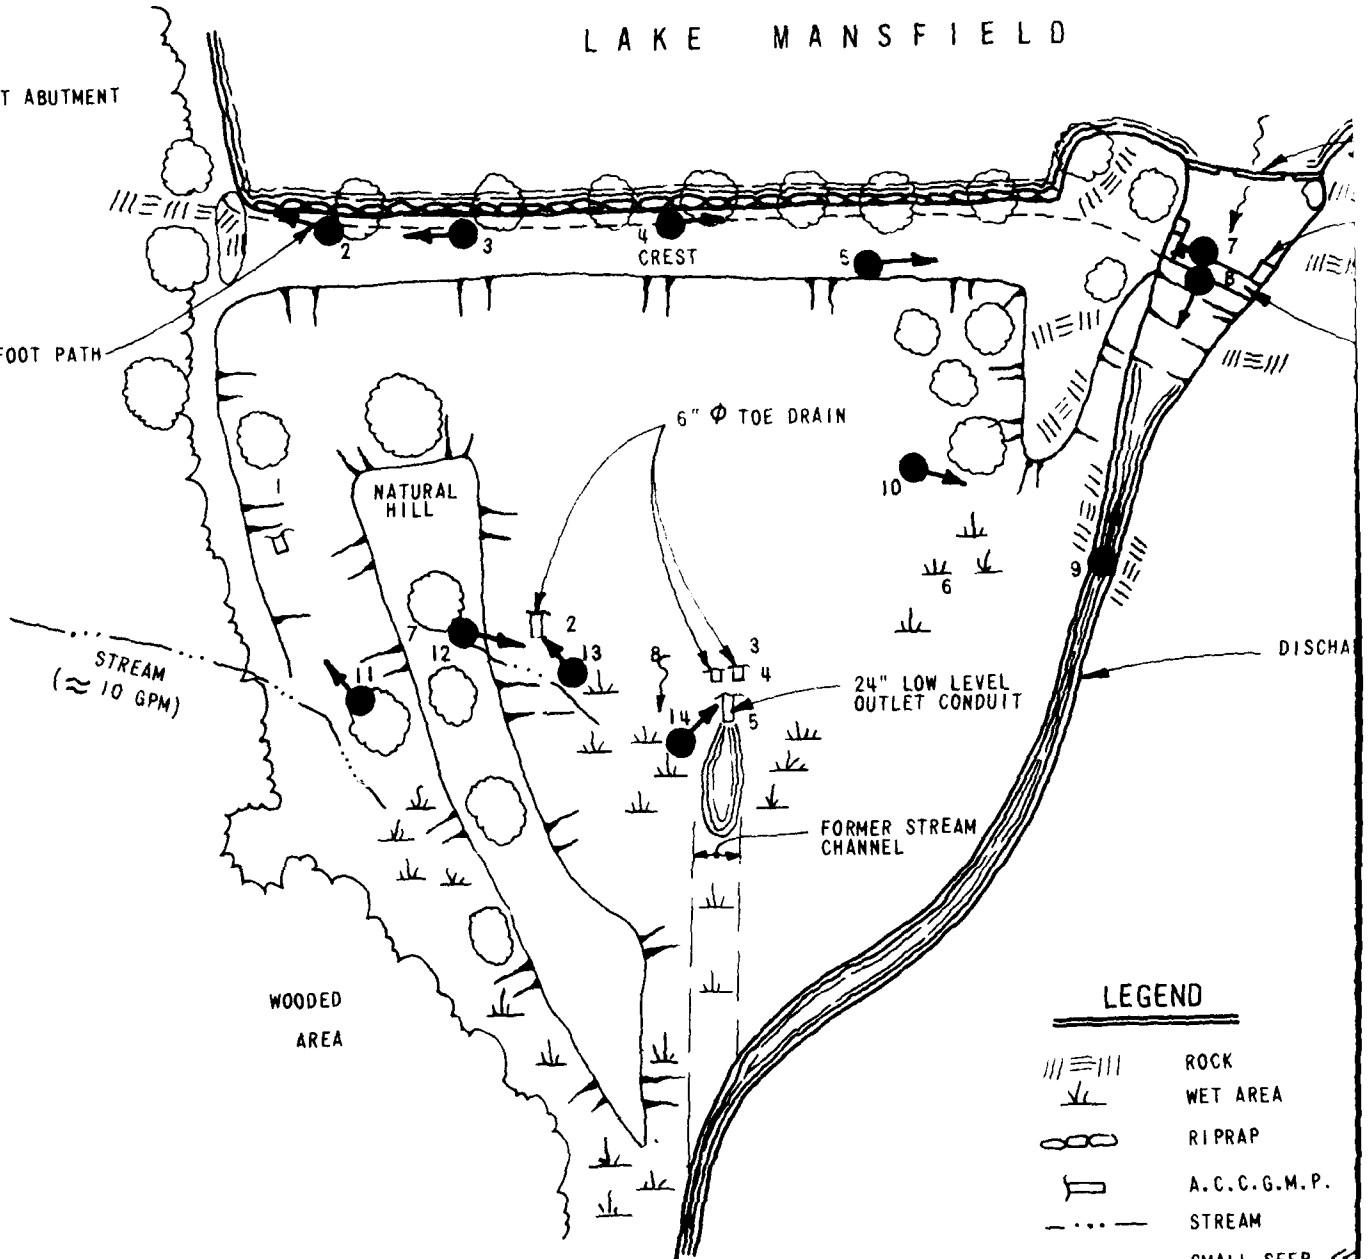 LAKE MANSFIELD
T ABUTMENT
2
3
4
5
7
8
CREST
FOOT PATH
6" Φ TOE DRAIN
10
1
NATURAL
HILL
9
6
2
7
12
13
11
8
3
4
14
5
STREAM
(≈ 10 GPM)
24" LOW LEVEL
OUTLET CONDUIT
DISCHA
FORMER STREAM
CHANNEL
WOODED
AREA
LEGEND
ROCK
WET AREA
RIPRAP
A.C.C.G.M.P.
STREAM
SMALL SEEP